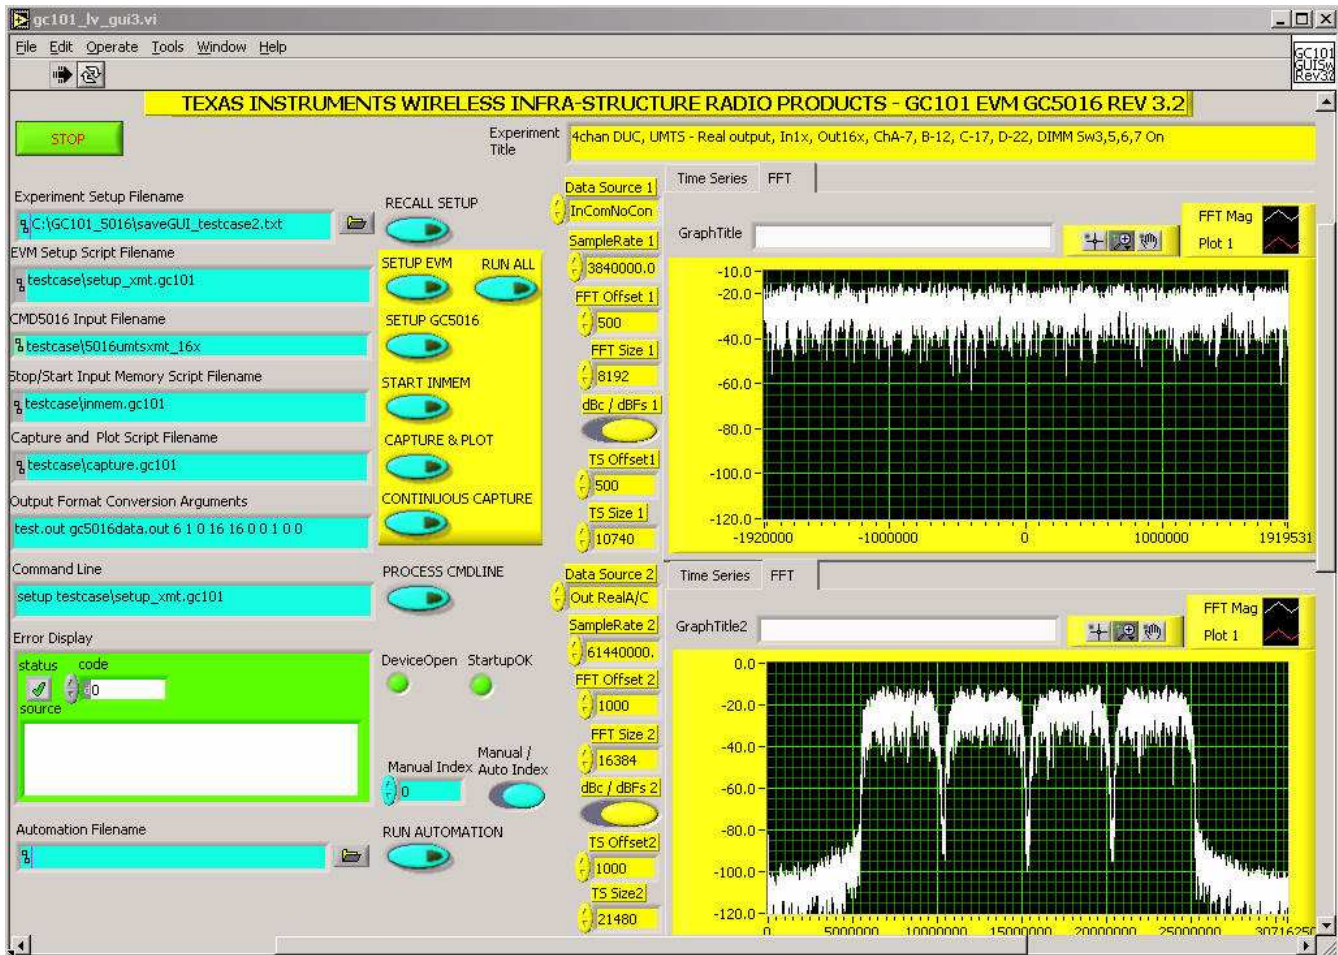 gc101_lv_gui3.vi
File Edit Operate Tools Window Help
GC101
GUISw
Rev32
TEXAS INSTRUMENTS WIRELESS INFRA-STRUCTURE RADIO PRODUCTS - GC101 EVM GC5016 REV 3.2
STOP
Experiment Title
4chan DUC, UMTS - Real output, In1x, Out16x, ChA-7, B-12, C-17, D-22, DIMM Sw3,5,6,7 On
Experiment Setup Filename
C:\GC101_5016\saveGUI_testcase2.txt
EVM Setup Script Filename
testcase\setup_xmt.gc101
CMD5016 Input Filename
testcase\5016umtsxmt_16x
Stop/Start Input Memory Script Filename
testcase\inmem.gc101
Capture and Plot Script Filename
testcase\capture.gc101
Output Format Conversion Arguments
test.out gc5016data.out 6 1 0 16 16 0 0 1 0 0
Command Line
setup testcase\setup_xmt.gc101
Error Display
status code
0
source
Automation Filename
RECALL SETUP
SETUP EVM RUN ALL
SETUP GC5016
START INMEM
CAPTURE & PLOT
CONTINUOUS CAPTURE
PROCESS CMDLINE
DeviceOpen StartupOK
Manual Index
Manual /
Auto Index
0
RUN AUTOMATION
Data Source 1
InComNoCon
SampleRate 1
3840000.0
FFT Offset 1
500
FFT Size 1
8192
dBc / dBFs 1
TS Offset1
500
TS Size 1
10740
Data Source 2
Out RealA/C
SampleRate 2
61440000.
FFT Offset 2
1000
FFT Size 2
16384
dBc / dBFs 2
TS Offset2
1000
TS Size2
21480
Time Series FFT
GraphTitle
FFT Mag
Plot 1
-10.0
-20.0
-40.0
-60.0
-80.0
-100.0
-120.0
-1920000 -1000000 0 1000000 1919531
Time Series FFT
GraphTitle2
FFT Mag
Plot 1
0.0
-20.0
-40.0
-60.0
-80.0
-100.0
-120.0
0 5000000 10000000 15000000 20000000 25000000 30716250